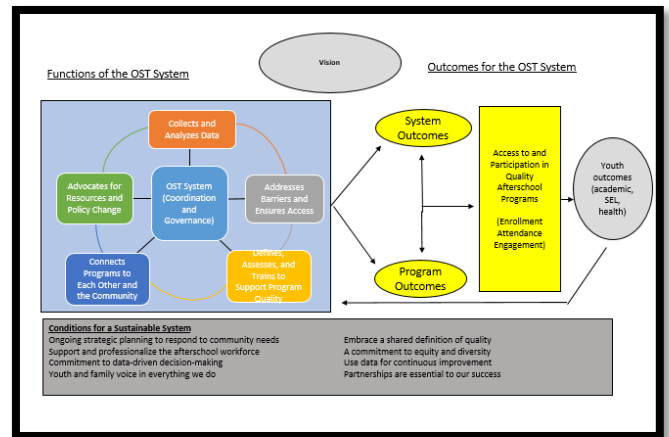 Vision
Functions of the OST System
Outcomes for the OST System
Collects and
Analyzes Data
Advocates for
Resources and
Policy Change
OST System
(Coordination
and
Governance)
Addresses
Barriers and
Ensures Access
Connects
Programs to
Each Other and
the Community
Defines,
Assesses, and
Trains to
Support Program
Quality
System
Outcomes
Program
Outcomes
Access to and
Participation in
Quality
Afterschool
Programs
(Enrollment
Attendance
Engagement)
Youth
outcomes
(academic,
SEL,
health)
Conditions for a Sustainable System
Ongoing strategic planning to respond to community needs
Support and professionalize the afterschool workforce
Commitment to data-driven decision-making
Youth and family voice in everything we do
Embrace a shared definition of quality
A commitment to equity and diversity
Use data for continuous improvement
Partnerships are essential to our success